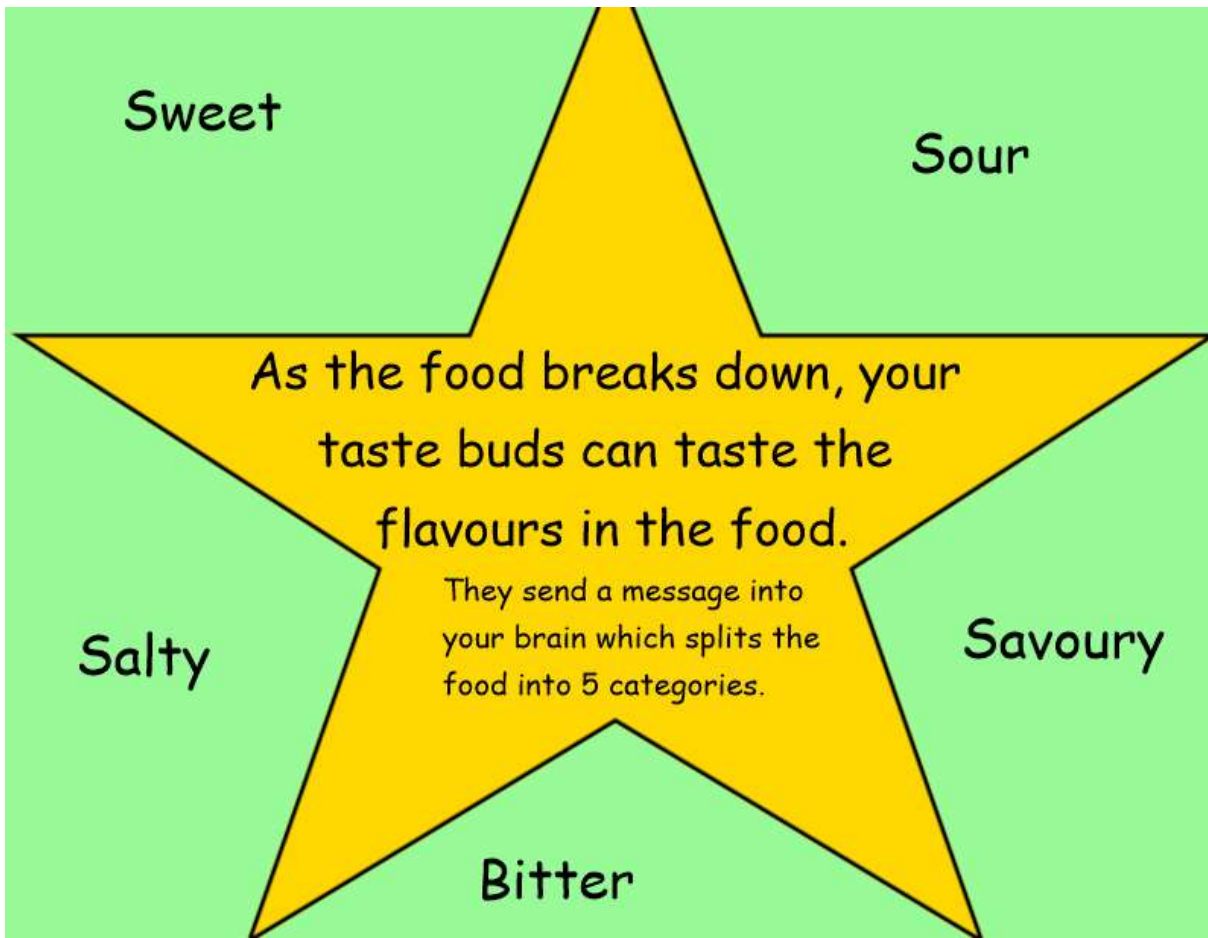 Sweet
Sour
As the food breaks down, your
taste buds can taste the
flavours in the food.
They send a message into
your brain which splits the
food into 5 categories.
Salty
Savoury
Bitter